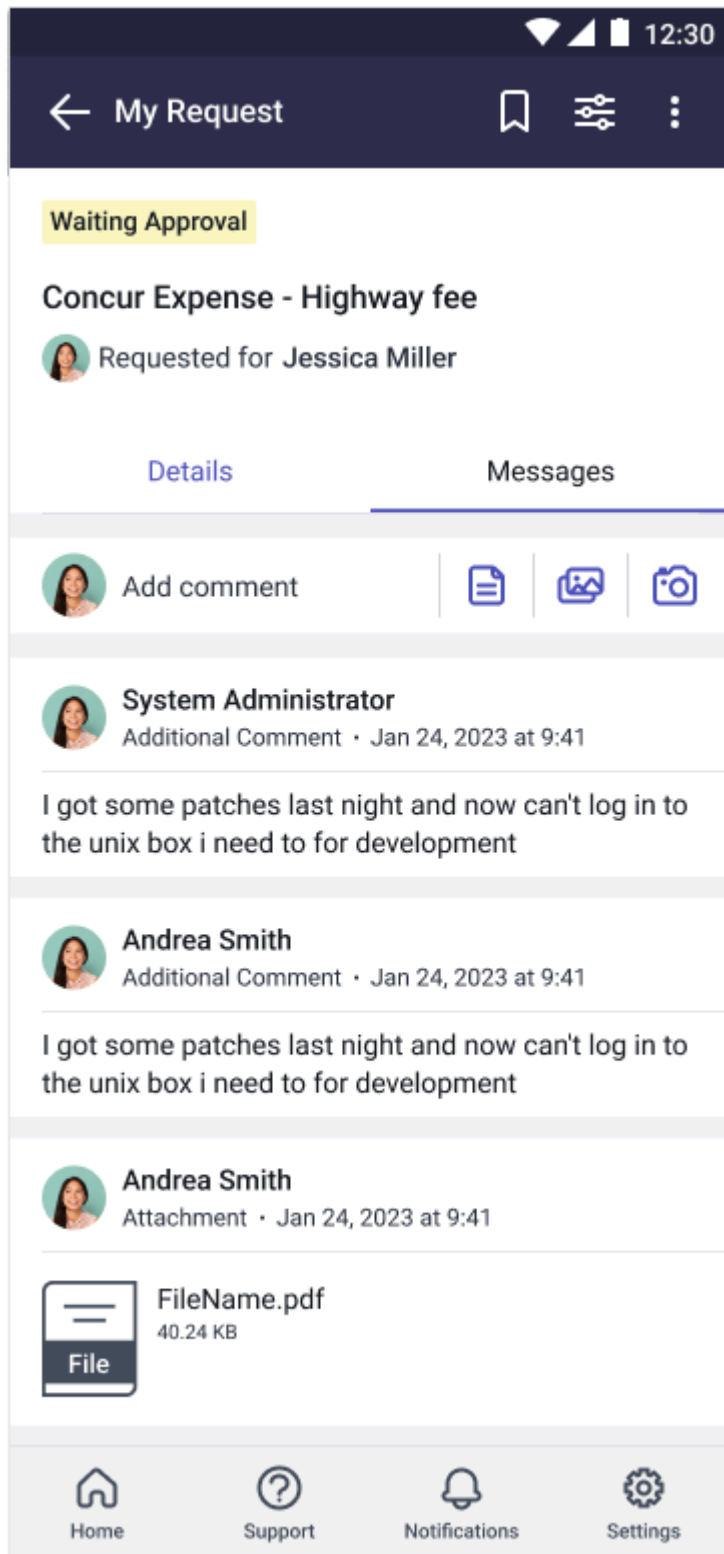 12:30
My Request
Waiting Approval
Concur Expense - Highway fee
Requested for Jessica Miller
Details Messages
Add comment
System Administrator
Additional Comment • Jan 24, 2023 at 9:41
I got some patches last night and now can't log in to
the unix box i need to for development
Andrea Smith
Additional Comment • Jan 24, 2023 at 9:41
I got some patches last night and now can't log in to
the unix box i need to for development
Andrea Smith
Attachment • Jan 24, 2023 at 9:41
FileName.pdf
40.24 KB
File
Home Support Notifications Settings